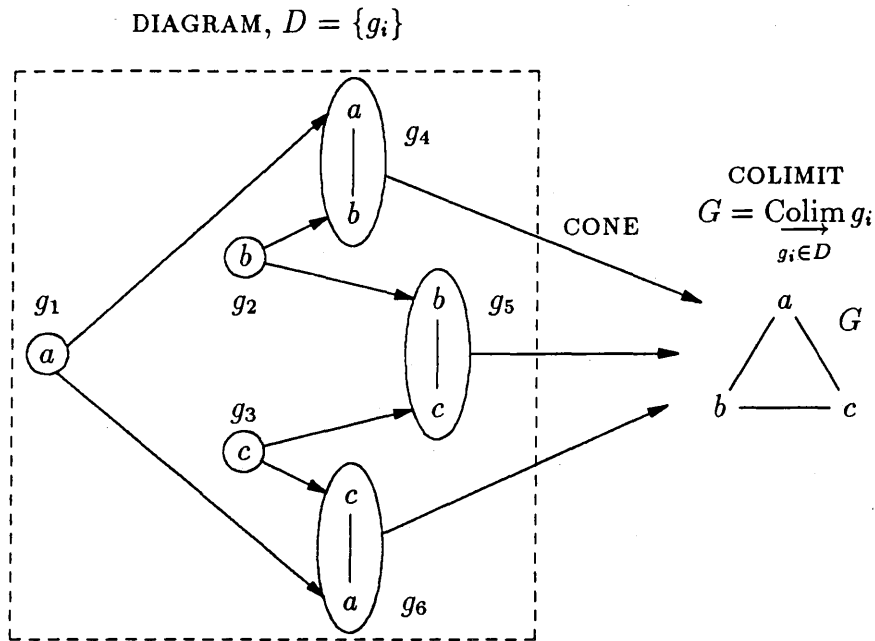 DIAGRAM, D = {g_i}
a
g_4
b
COLIMIT
G = Colim g_i
g_i∈D
CONE
b
g_2
g_1
a
b
g_5
c
a
G
b
c
g_3
c
c
a
g_6